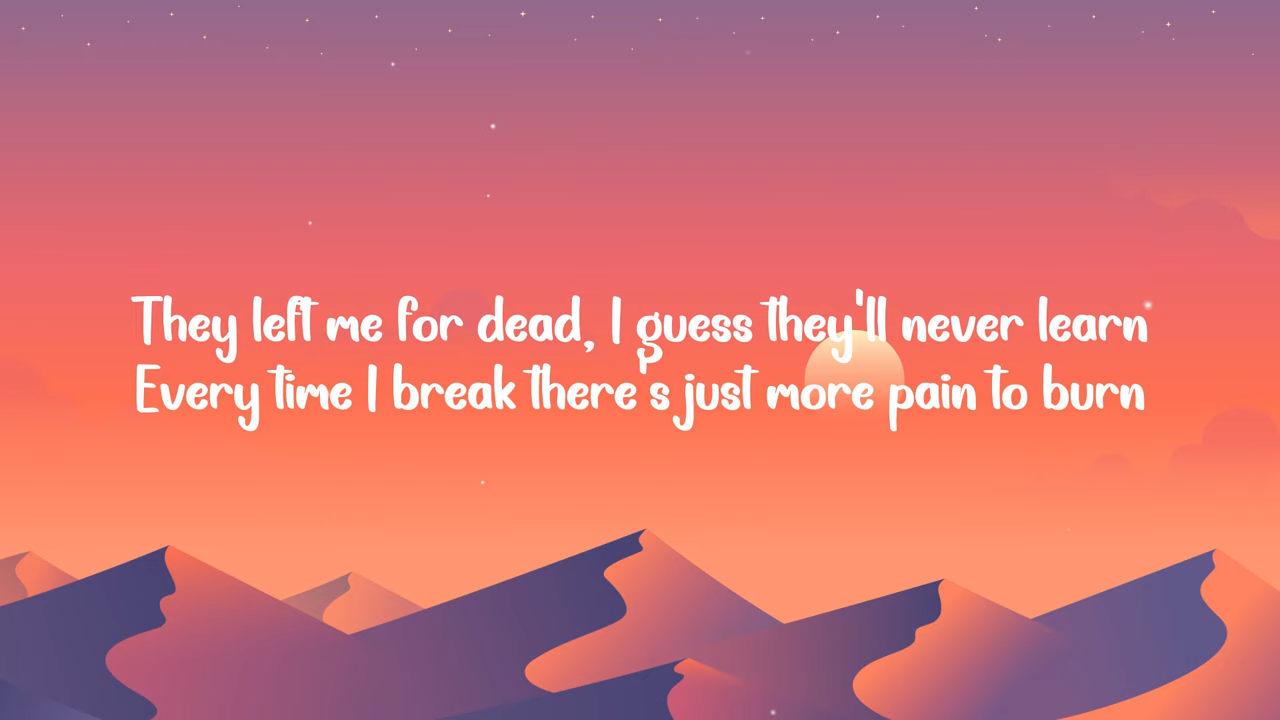 They left me for dead, I guess they'll never learn
Every time I break there s just more pain to burn